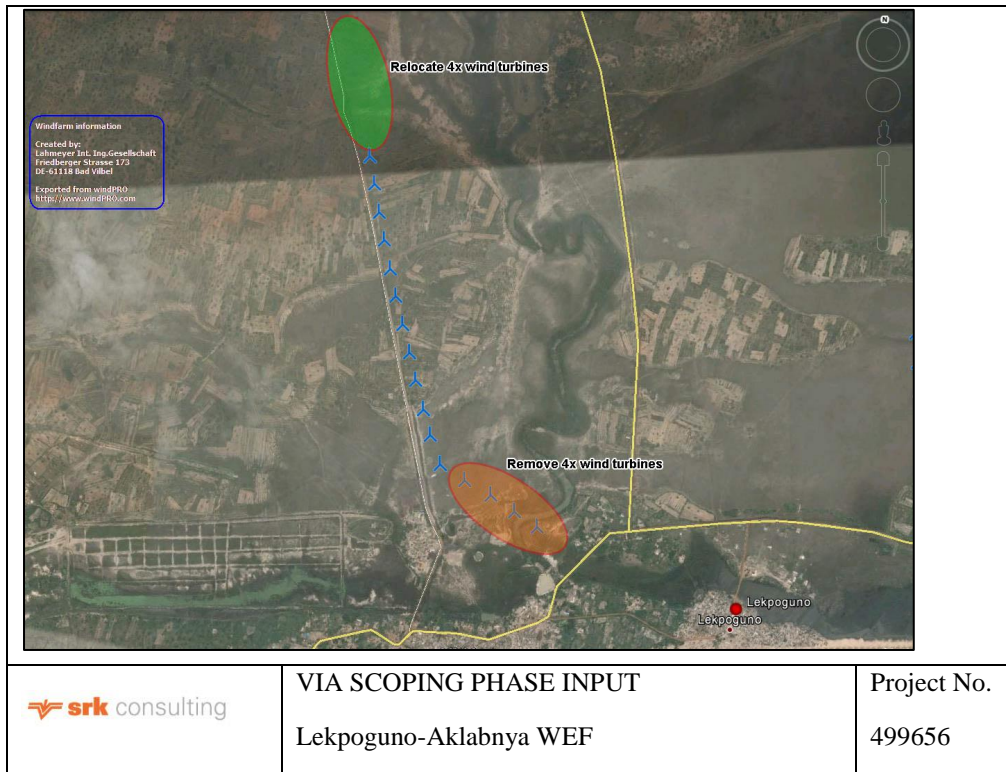 N
Relocate 4x wind turbines
Windfarm information
Created by:
Lahmeyer Int. Ing.Gesellschaft
Friedberger Strasse 173
DE-61118 Bad Vilbel
Exported from windPRO
http://www.windPRO.com
Remove 4x wind turbines
Lekpoguno
Lekpoguno
srk consulting
VIA SCOPING PHASE INPUT
Lekpoguno-Aklabnya WEF
Project No.
499656